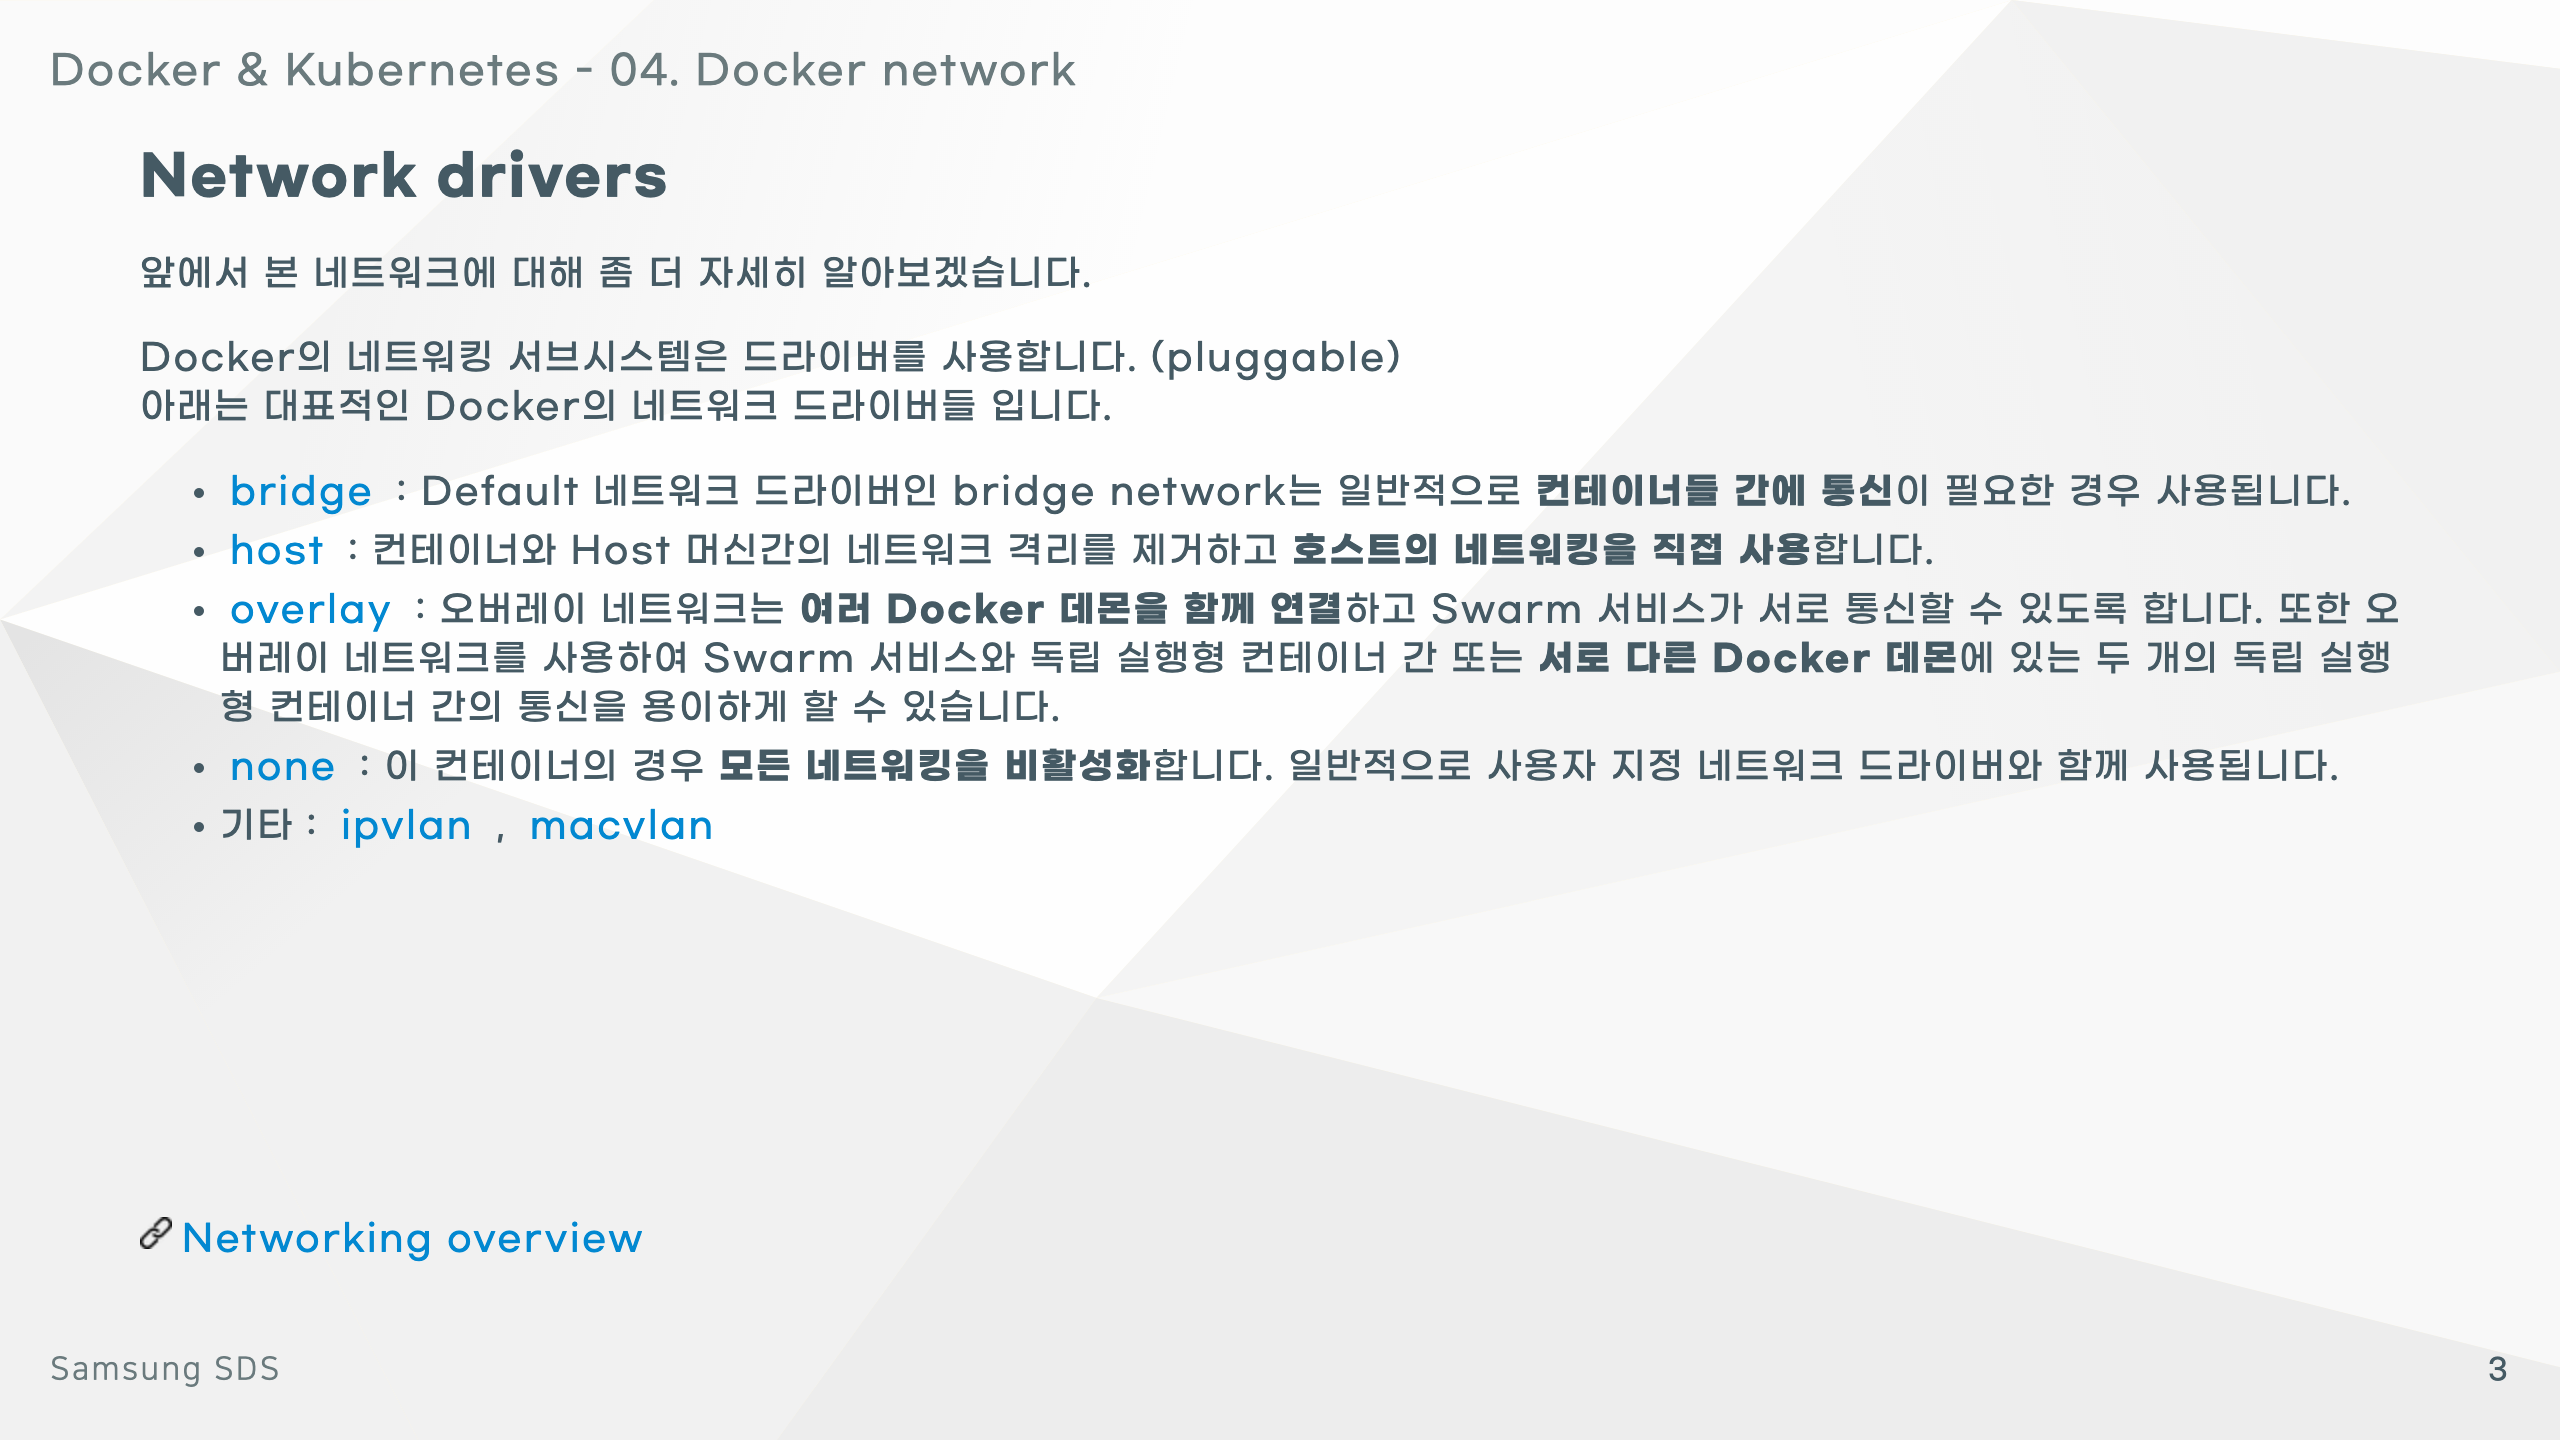 Docker & Kubernetes - 04. Docker network
Network drivers
앞에서 본 네트워크에 대해 좀 더 자세히 알아보겠습니다.
Docker의 네트워킹 서브시스템은 드라이버를 사용합니다. (pluggable)
아래는 대표적인 Docker의 네트워크 드라이버들 입니다.
• bridge : Default 네트워크 드라이버인 bridge network는 일반적으로 컨테이너들 간에 통신이 필요한 경우 사용됩니다.
• host : 컨테이너와 Host 머신간의 네트워크 격리를 제거하고 호스트의 네트워킹을 직접 사용합니다.
• overlay : 오버레이 네트워크는 여러 Docker 데몬을 함께 연결하고 Swarm 서비스가 서로 통신할 수 있도록 합니다. 또한 오
버레이 네트워크를 사용하여 Swarm 서비스와 독립 실행형 컨테이너 간 또는 서로 다른 Docker 데몬에 있는 두 개의 독립 실행
형 컨테이너 간의 통신을 용이하게 할 수 있습니다.
• none : 이 컨테이너의 경우 모든 네트워킹을 비활성화합니다. 일반적으로 사용자 지정 네트워크 드라이버와 함께 사용됩니다.
• 기타 : ipvlan , macvlan
🔗 Networking overview
Samsung SDS
3